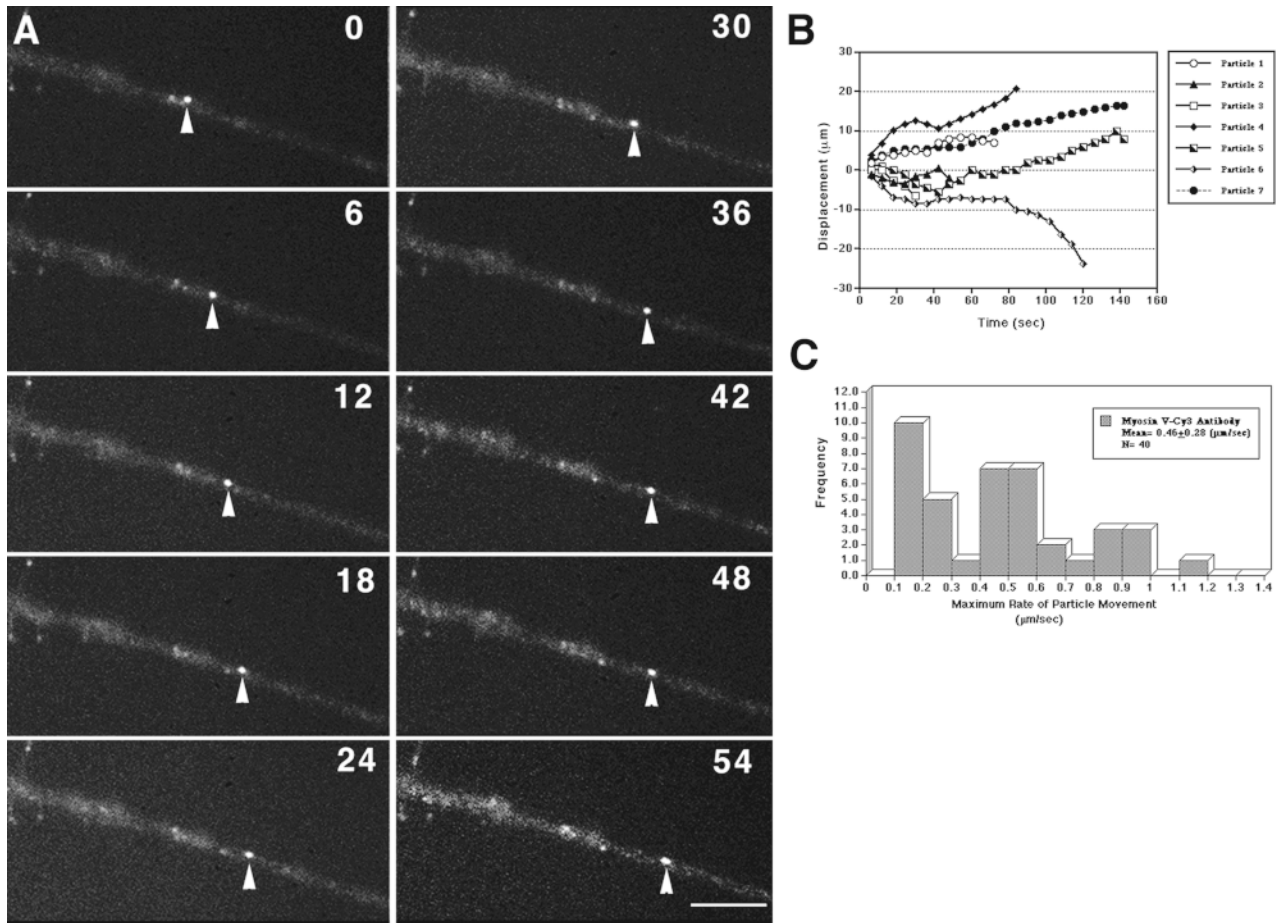 A
0
30
6
36
12
42
18
48
24
54
B
30
20
10
0
-10
-20
-30
Displacement (µm)
0 20 40 60 80 100 120 140 160
Time (sec)
Particle 1
Particle 2
Particle 3
Particle 4
Particle 5
Particle 6
Particle 7
C
12.0
11.0
10.0
9.0
8.0
7.0
6.0
5.0
4.0
3.0
2.0
1.0
0.0
Frequency
Myosin V-Cy3 Antibody
Mean= 0.46±0.28 (µm/sec)
N= 40
0 0.1 0.2 0.3 0.4 0.5 0.6 0.7 0.8 0.9 1 1.1 1.2 1.3 1.4
Maximum Rate of Particle Movement
(µm/sec)